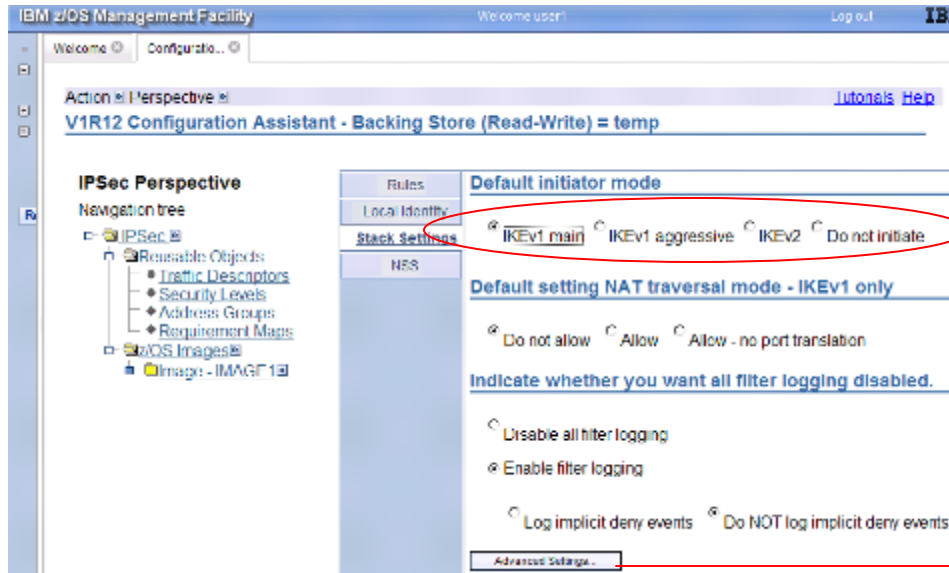 IBM z/OS Management Facility Welcome user1 Log out IB
Welcome Configuratio...
Action Perspective Tutorials Help
V1R12 Configuration Assistant - Backing Store (Read-Write) = temp
IPSec Perspective
Navigation tree
IPSec
Reusable Objects
Traffic Descriptors
Security Levels
Address Groups
Requirement Maps
z/OS Images
Image - IMAGE1
Rules
Local Identity
Stack Settings
NSS
Default initiator mode
IKEv1 main IKEv1 aggressive IKEv2 Do not initiate
Default setting NAT traversal mode - IKEv1 only
Do not allow Allow Allow - no port translation
Indicate whether you want all filter logging disabled.
Disable all filter logging
Enable filter logging
Log implicit deny events Do NOT log implicit deny events
Advanced Settings...